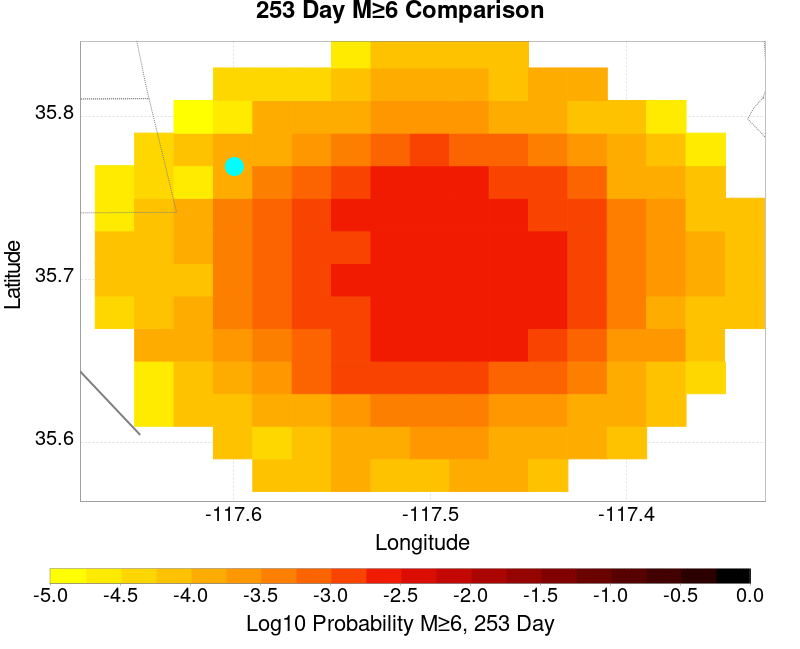 253 Day M≥6 Comparison
35.8
35.7
35.6
Latitude
-117.6 -117.5 -117.4
Longitude
-5.0 -4.5 -4.0 -3.5 -3.0 -2.5 -2.0 -1.5 -1.0 -0.5 0.0
Log10 Probability M≥6, 253 Day